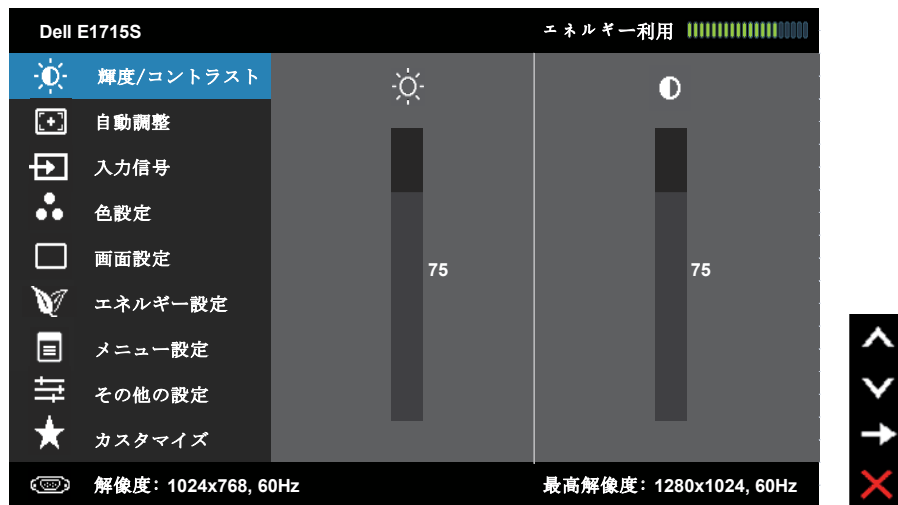 Dell E1715S
エネルギー利用
輝度/コントラスト
自動調整
入力信号
色設定
画面設定
エネルギー設定
メニュー設定
その他の設定
カスタマイズ
75
75
解像度: 1024x768, 60Hz
最高解像度: 1280x1024, 60Hz